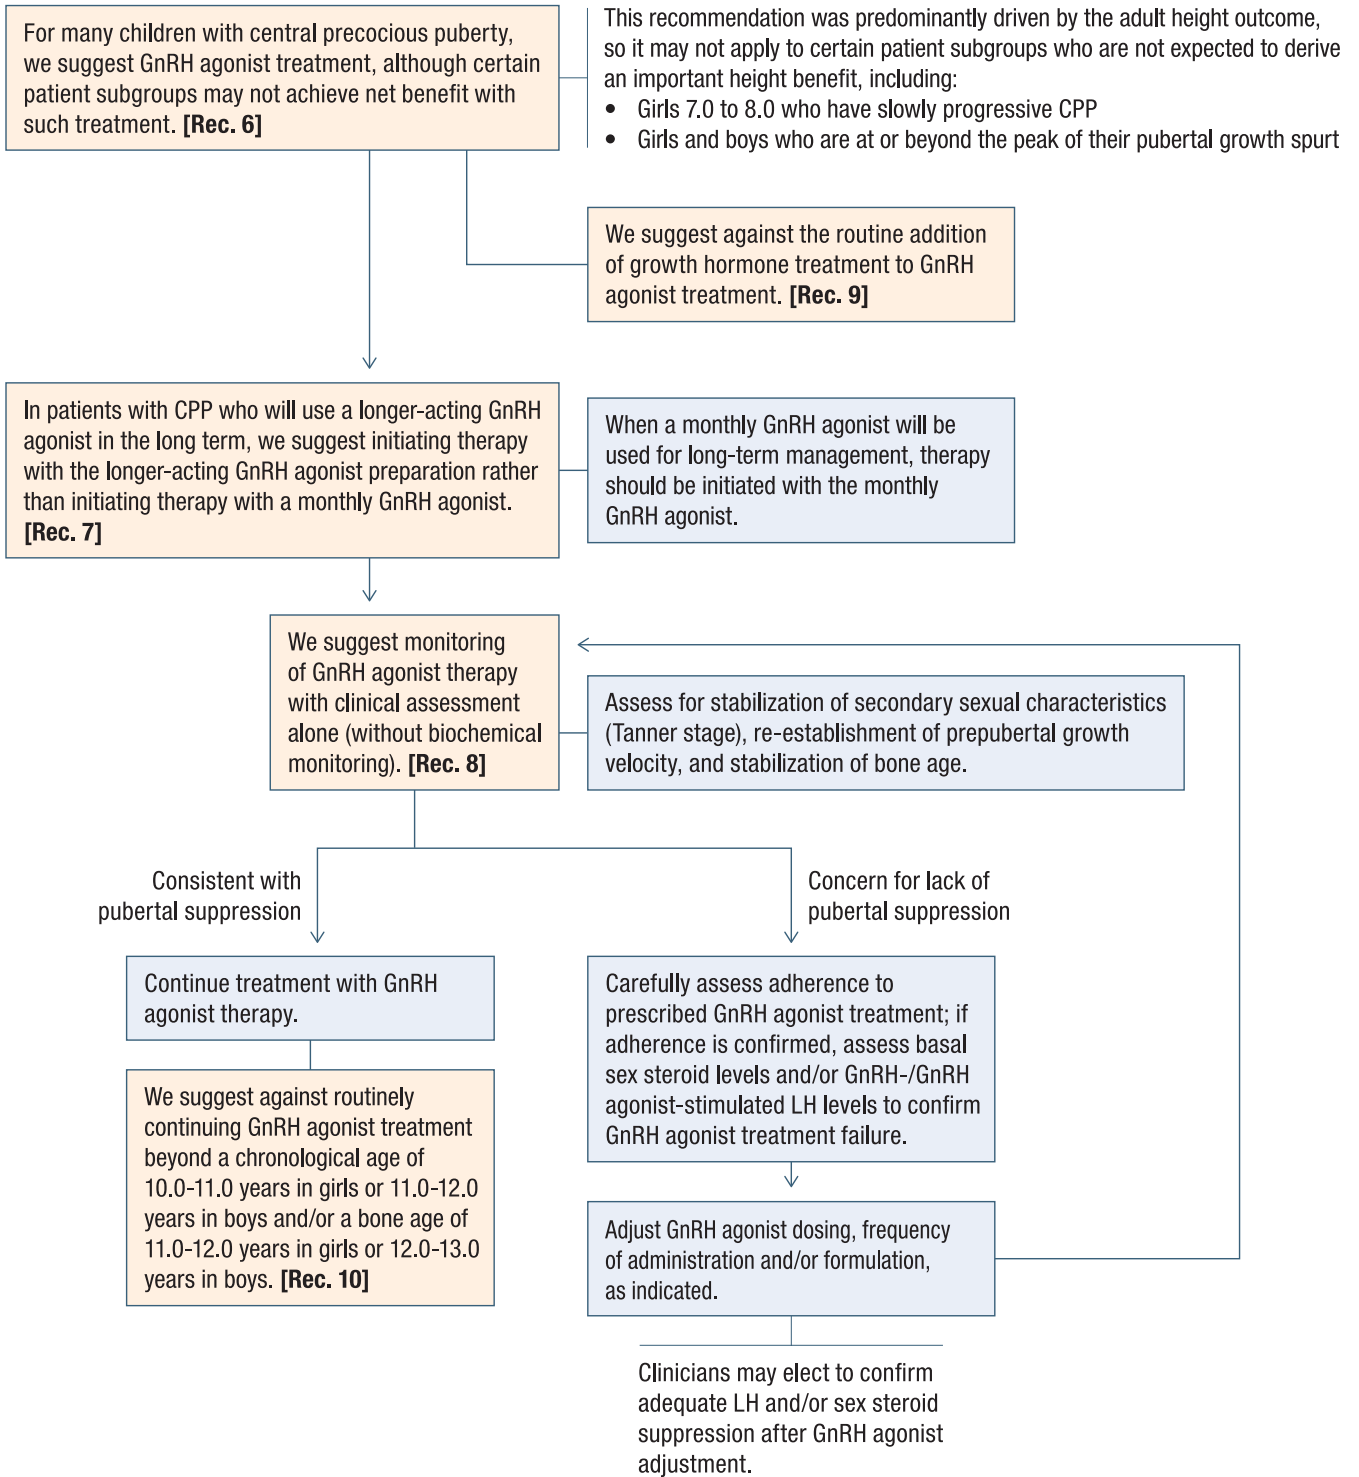 For many children with central precocious puberty,
we suggest GnRH agonist treatment, although certain
patient subgroups may not achieve net benefit with
such treatment. [Rec. 6]
This recommendation was predominantly driven by the adult height outcome,
so it may not apply to certain patient subgroups who are not expected to derive
an important height benefit, including:
• Girls 7.0 to 8.0 who have slowly progressive CPP
• Girls and boys who are at or beyond the peak of their pubertal growth spurt
We suggest against the routine addition
of growth hormone treatment to GnRH
agonist treatment. [Rec. 9]
In patients with CPP who will use a longer-acting GnRH
agonist in the long term, we suggest initiating therapy
with the longer-acting GnRH agonist preparation rather
than initiating therapy with a monthly GnRH agonist.
[Rec. 7]
When a monthly GnRH agonist will be
used for long-term management, therapy
should be initiated with the monthly
GnRH agonist.
We suggest monitoring
of GnRH agonist therapy
with clinical assessment
alone (without biochemical
monitoring). [Rec. 8]
Assess for stabilization of secondary sexual characteristics
(Tanner stage), re-establishment of prepubertal growth
velocity, and stabilization of bone age.
Consistent with
pubertal suppression
Concern for lack of
pubertal suppression
Continue treatment with GnRH
agonist therapy.
We suggest against routinely
continuing GnRH agonist treatment
beyond a chronological age of
10.0-11.0 years in girls or 11.0-12.0
years in boys and/or a bone age of
11.0-12.0 years in girls or 12.0-13.0
years in boys. [Rec. 10]
Carefully assess adherence to
prescribed GnRH agonist treatment; if
adherence is confirmed, assess basal
sex steroid levels and/or GnRH-/GnRH
agonist-stimulated LH levels to confirm
GnRH agonist treatment failure.
Adjust GnRH agonist dosing, frequency
of administration and/or formulation,
as indicated.
Clinicians may elect to confirm
adequate LH and/or sex steroid
suppression after GnRH agonist
adjustment.